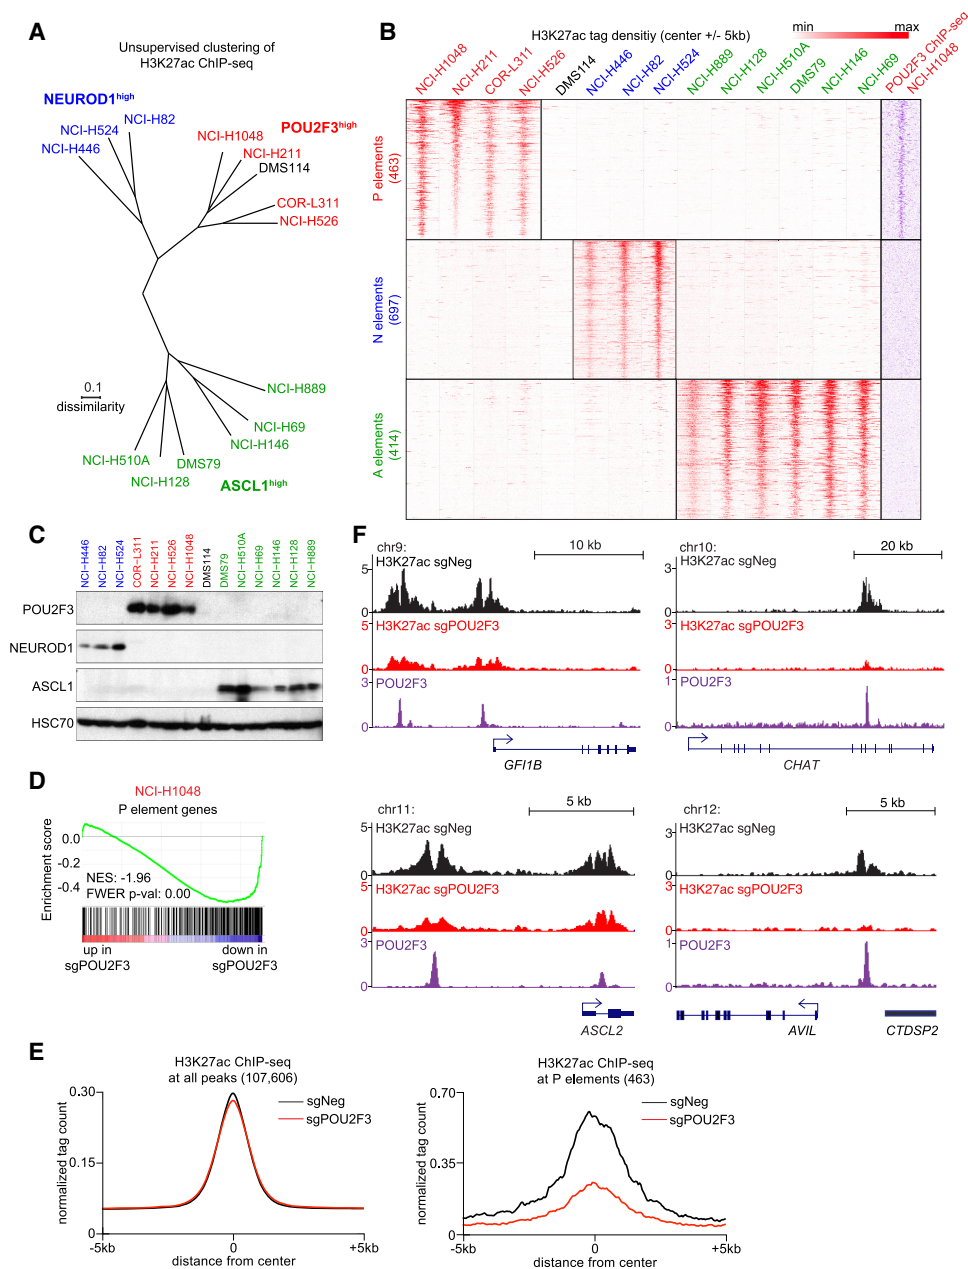 A
Unsupervised clustering of
H3K27ac ChIP-seq
NEUROD1high
NCI-H82
NCI-H524
NCI-H446
POU2F3high
NCI-H1048
NCI-H211
DMS114
COR-L311
NCI-H526
0.1
dissimilarity
NCI-H889
NCI-H69
NCI-H146
NCI-H510A
DMS79
NCI-H128
ASCL1high
B
H3K27ac tag densitiy (center +/- 5kb)
min
max
NCI-H1048
NCI-H211
COR-L311
NCI-H526
DMS114
NCI-H446
NCI-H82
NCI-H524
NCI-H889
NCI-H128
NCI-H510A
DMS79
NCI-H146
NCI-H69
POU2F3 ChIP-seq
NCI-H1048
P elements
(463)
N elements
(697)
A elements
(414)
C
NCI-H446
NCI-H82
NCI-H524
COR-L311
NCI-H211
NCI-H526
NCI-H1048
DMS114
DMS79
NCI-H510A
NCI-H69
NCI-H146
NCI-H128
NCI-H889
POU2F3
NEUROD1
ASCL1
HSC70
D
NCI-H1048
P element genes
Enrichment score
0.0
-0.2
-0.4
NES: -1.96
FWER p-val: 0.00
up in
sgPOU2F3
down in
sgPOU2F3
E
H3K27ac ChIP-seq
at all peaks (107,606)
normalized tag count
0.30
0.15
0
sgNeg
sgPOU2F3
-5kb
0
+5kb
distance from center
H3K27ac ChIP-seq
at P elements (463)
normalized tag count
0.70
0.35
0
sgNeg
sgPOU2F3
-5kb
0
+5kb
distance from center
F
chr9:
10 kb
H3K27ac sgNeg
5
0
H3K27ac sgPOU2F3
5
0
POU2F3
3
0
GFI1B
chr10:
20 kb
H3K27ac sgNeg
3
0
H3K27ac sgPOU2F3
3
0
POU2F3
1
0
CHAT
chr11:
5 kb
H3K27ac sgNeg
5
0
H3K27ac sgPOU2F3
5
0
POU2F3
3
0
ASCL2
chr12:
5 kb
H3K27ac sgNeg
3
0
H3K27ac sgPOU2F3
3
0
POU2F3
1
0
AVIL
CTDSP2